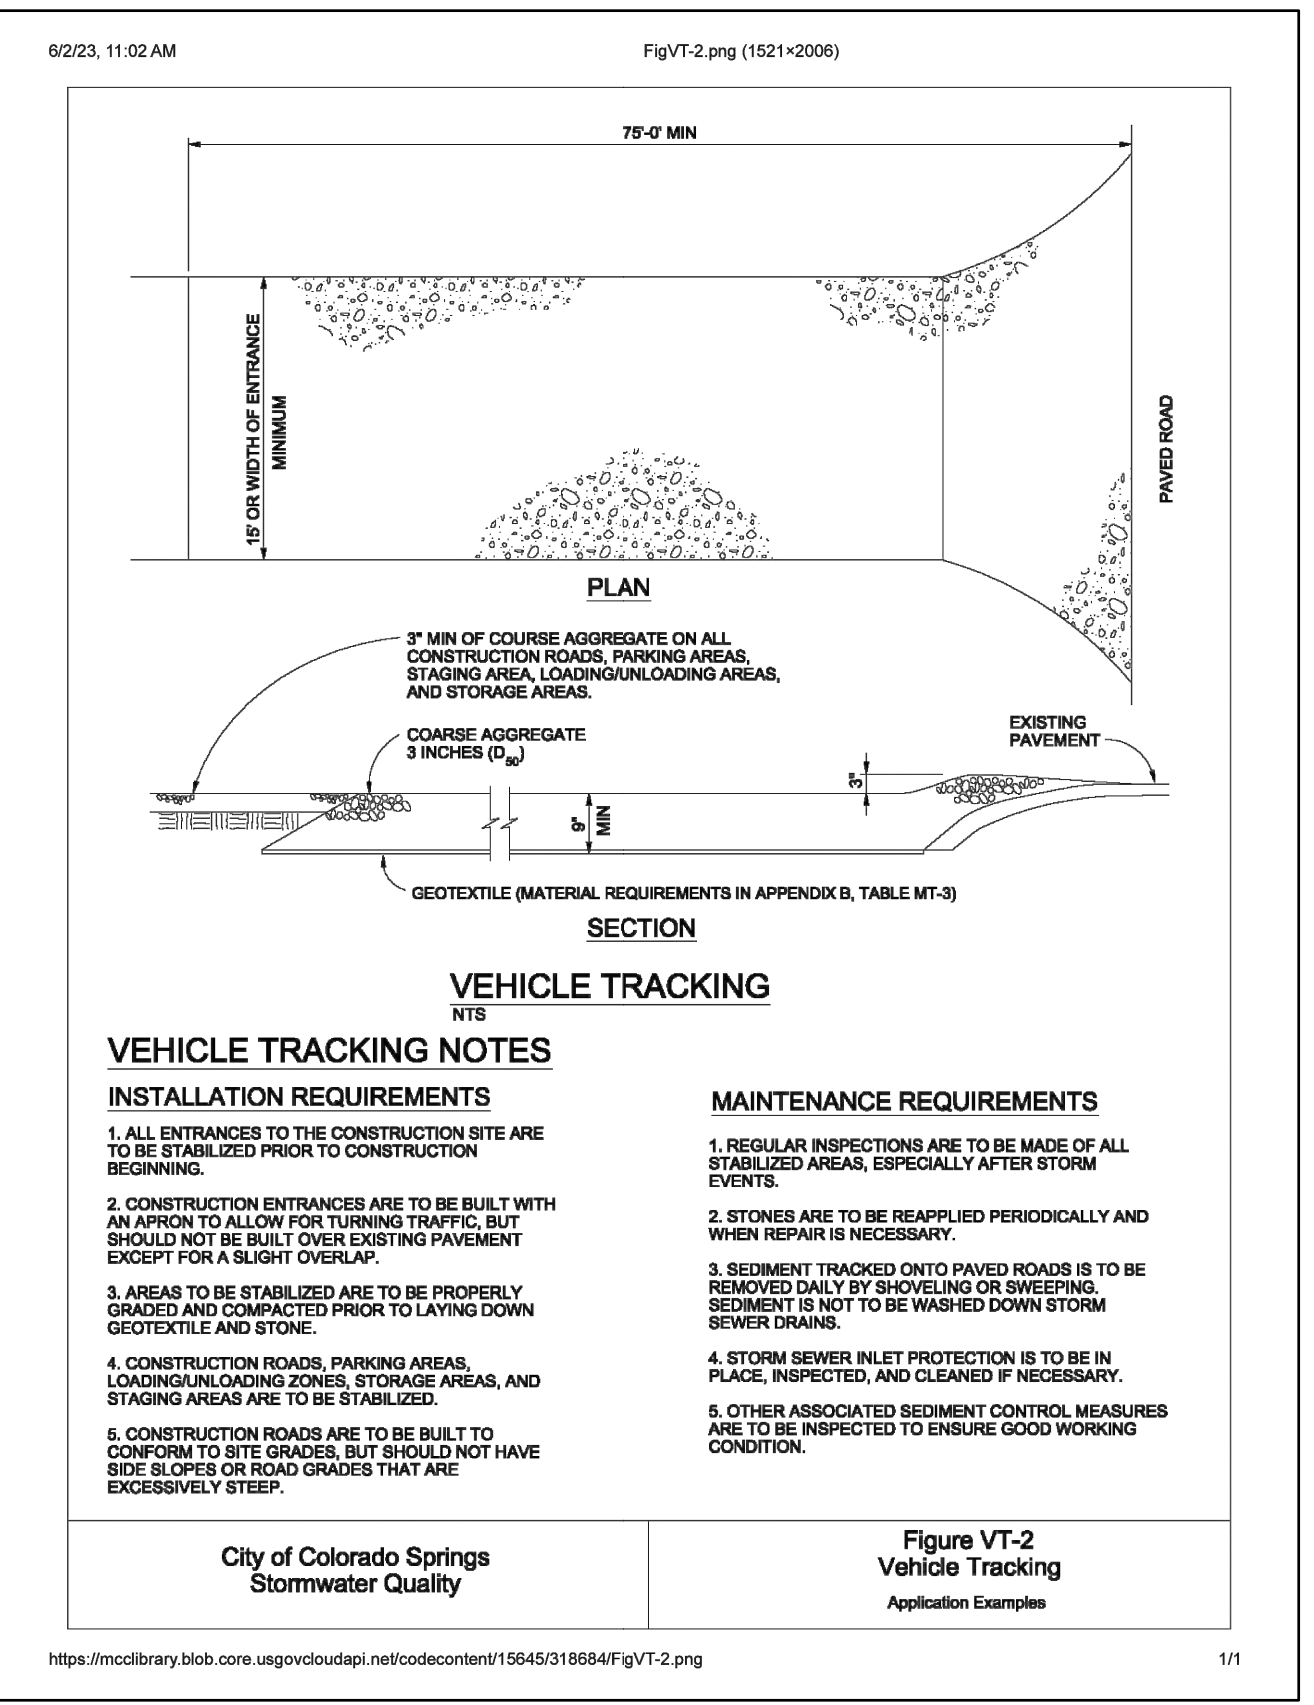 6/2/23, 11:02 AM
FigVT-2.png (1521×2006)
75'-0' MIN
15' OR WIDTH OF ENTRANCE
MINIMUM
PAVED ROAD
PLAN
3" MIN OF COURSE AGGREGATE ON ALL
CONSTRUCTION ROADS, PARKING AREAS,
STAGING AREA, LOADING/UNLOADING AREAS,
AND STORAGE AREAS.
COARSE AGGREGATE
3 INCHES (D50)
EXISTING
PAVEMENT
3"
9"
MIN
GEOTEXTILE (MATERIAL REQUIREMENTS IN APPENDIX B, TABLE MT-3)
SECTION
VEHICLE TRACKING
NTS
VEHICLE TRACKING NOTES
INSTALLATION REQUIREMENTS
1. ALL ENTRANCES TO THE CONSTRUCTION SITE ARE
TO BE STABILIZED PRIOR TO CONSTRUCTION
BEGINNING.
2. CONSTRUCTION ENTRANCES ARE TO BE BUILT WITH
AN APRON TO ALLOW FOR TURNING TRAFFIC, BUT
SHOULD NOT BE BUILT OVER EXISTING PAVEMENT
EXCEPT FOR A SLIGHT OVERLAP.
3. AREAS TO BE STABILIZED ARE TO BE PROPERLY
GRADED AND COMPACTED PRIOR TO LAYING DOWN
GEOTEXTILE AND STONE.
4. CONSTRUCTION ROADS, PARKING AREAS,
LOADING/UNLOADING ZONES, STORAGE AREAS, AND
STAGING AREAS ARE TO BE STABILIZED.
5. CONSTRUCTION ROADS ARE TO BE BUILT TO
CONFORM TO SITE GRADES, BUT SHOULD NOT HAVE
SIDE SLOPES OR ROAD GRADES THAT ARE
EXCESSIVELY STEEP.
MAINTENANCE REQUIREMENTS
1. REGULAR INSPECTIONS ARE TO BE MADE OF ALL
STABILIZED AREAS, ESPECIALLY AFTER STORM
EVENTS.
2. STONES ARE TO BE REAPPLIED PERIODICALLY AND
WHEN REPAIR IS NECESSARY.
3. SEDIMENT TRACKED ONTO PAVED ROADS IS TO BE
REMOVED DAILY BY SHOVELING OR SWEEPING.
SEDIMENT IS NOT TO BE WASHED DOWN STORM
SEWER DRAINS.
4. STORM SEWER INLET PROTECTION IS TO BE IN
PLACE, INSPECTED, AND CLEANED IF NECESSARY.
5. OTHER ASSOCIATED SEDIMENT CONTROL MEASURES
ARE TO BE INSPECTED TO ENSURE GOOD WORKING
CONDITION.
City of Colorado Springs
Stormwater Quality
Figure VT-2
Vehicle Tracking
Application Examples
https://mcclibrary.blob.core.usgovcloudapi.net/codecontent/15645/318684/FigVT-2.png
1/1